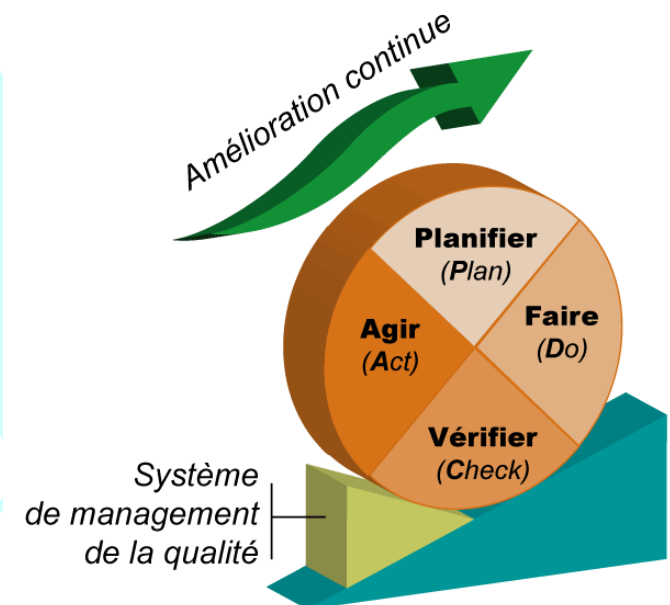 Amélioration continue
Planifier
(Plan)
Faire
(Do)
Agir
(Act)
Vérifier
(Check)
Système
de management
de la qualité